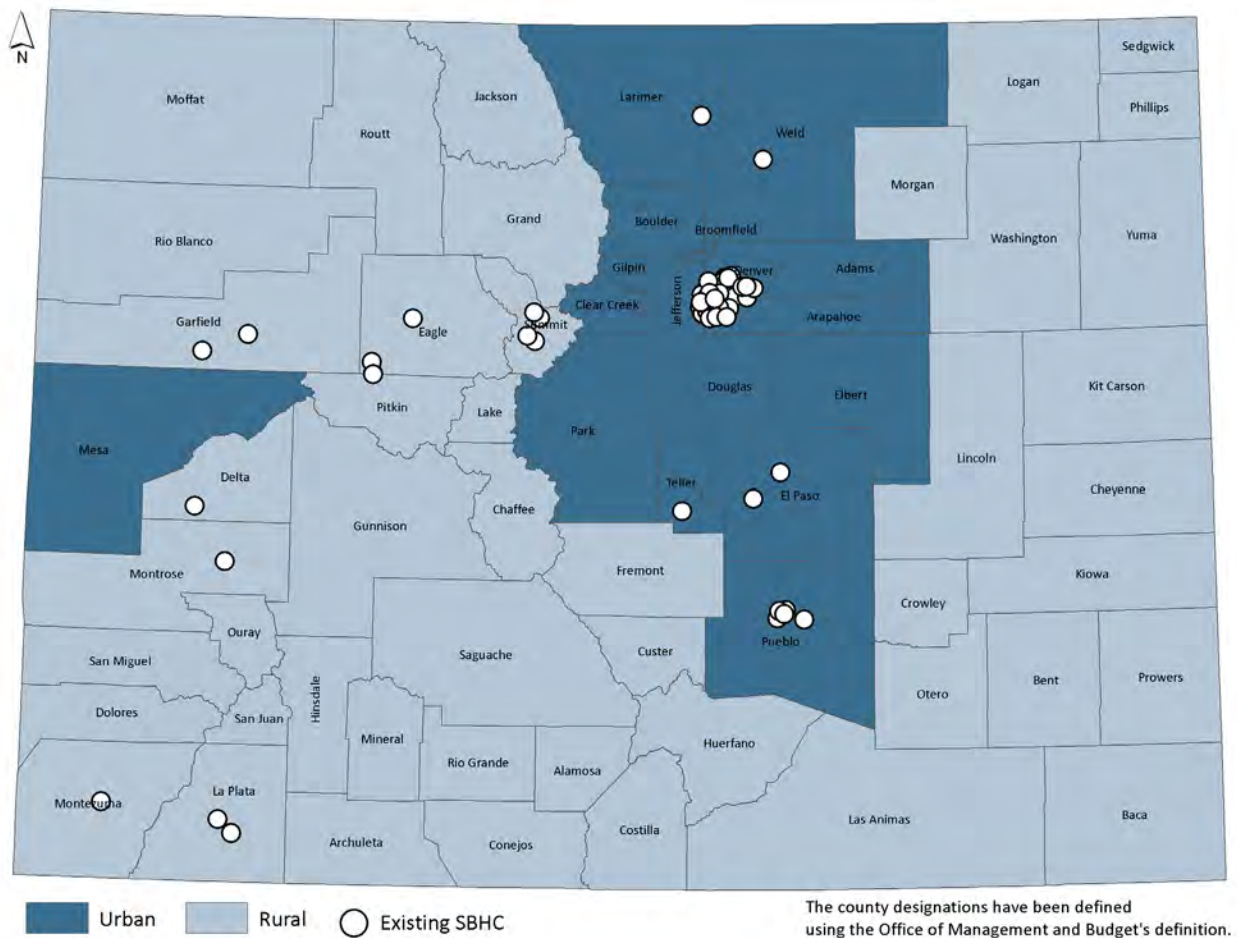 N
Moffat
Routt
Jackson
Larimer
Weld
Logan
Sedgwick
Phillips
Morgan
Washington
Yuma
Rio Blanco
Grand
Boulder
Broomfield
Gilpin
Clear Creek
Jefferson
Denver
Adams
Arapahoe
Garfield
Eagle
Summit
Mesa
Pitkin
Lake
Park
Douglas
Elbert
Kit Carson
Lincoln
Cheyenne
Delta
Gunnison
Chaffee
Teller
El Paso
Montrose
Fremont
Crowley
Kiowa
Ouray
San Miguel
Saguache
Custer
Pueblo
Otero
Bent
Prowers
Dolores
San Juan
Hinsdale
Mineral
Rio Grande
Alamosa
Huerfano
Montezuma
La Plata
Archuleta
Conejos
Costilla
Las Animas
Baca
Urban
Rural
Existing SBHC
The county designations have been defined
using the Office of Management and Budget's definition.